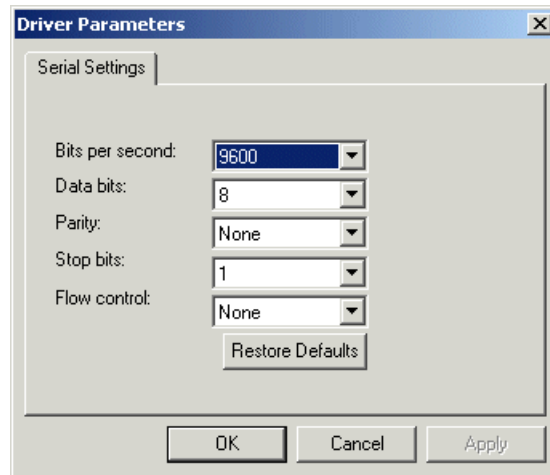 Driver Parameters
Serial Settings
Bits per second: 9600
Data bits: 8
Parity: None
Stop bits: 1
Flow control: None
Restore Defaults
OK Cancel Apply